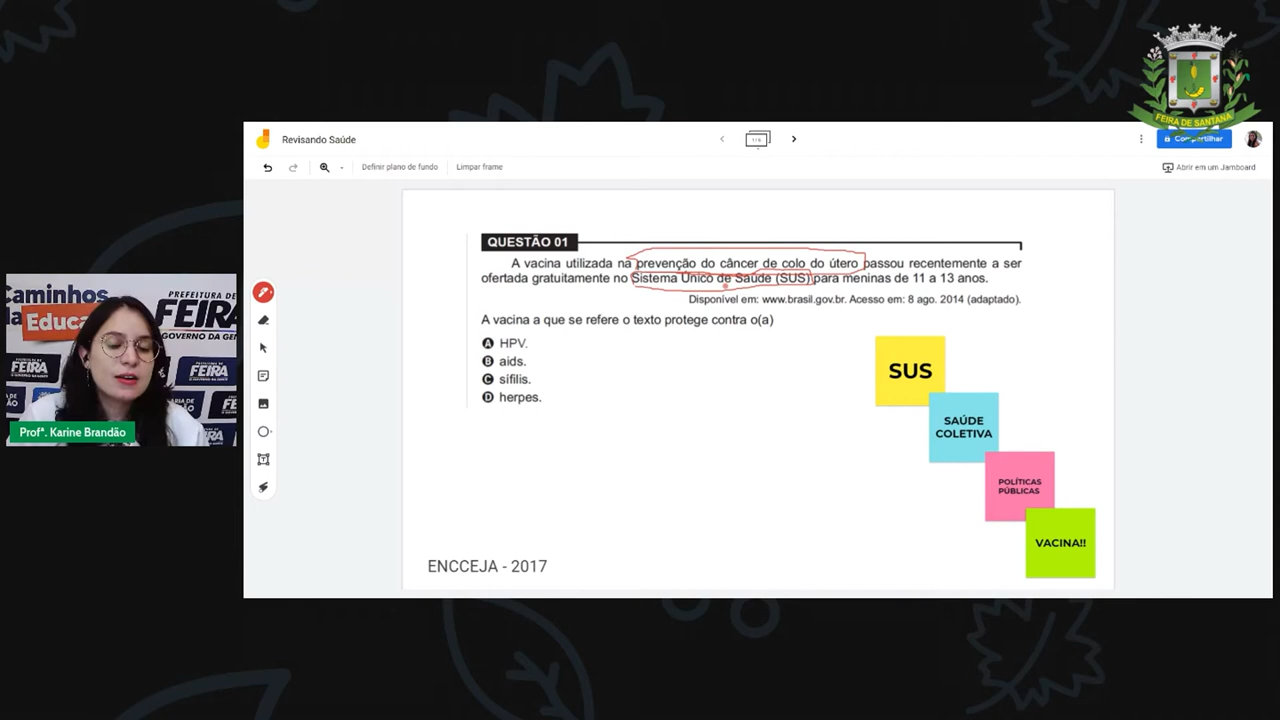 FEIRA DE SANTANA
Revisando Saúde
Compartilhar
Definir plano de fundo
Limpar frame
Abrir em um Jamboard
QUESTÃO 01
A vacina utilizada na prevenção do câncer de colo do útero passou recentemente a ser
ofertada gratuitamente no Sistema Único de Saúde (SUS) para meninas de 11 a 13 anos.
Disponível em: www.brasil.gov.br. Acesso em: 8 ago. 2014 (adaptado).
A vacina a que se refere o texto protege contra o(a)
A HPV.
B aids.
C sífilis.
D herpes.
SUS
SAÚDE
COLETIVA
POLÍTICAS
PÚBLICAS
VACINA!!
ENCCEJA - 2017
Caminhos
da Educa
PREFEITURA DE
FEIRA
GOVERNO DA GEN
FEIRA
FEIRA
Profª. Karine Brandão